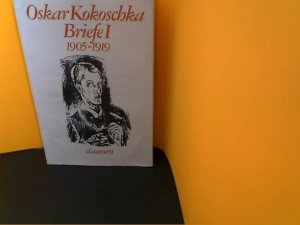 Oskar Kokoschka
Briefe I
1905-1919
claassen